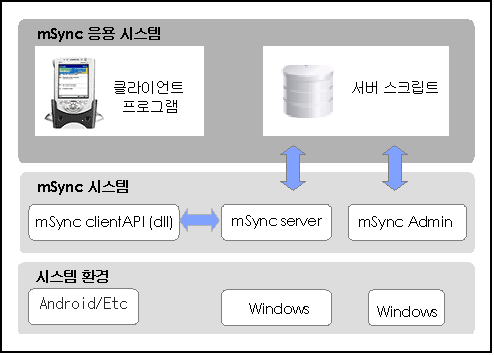 mSync 응용 시스템
클라이언트
프로그램
서버 스크립트
mSync 시스템
mSync clientAPI (dll)
mSync server
mSync Admin
시스템 환경
Android/Etc
Windows
Windows